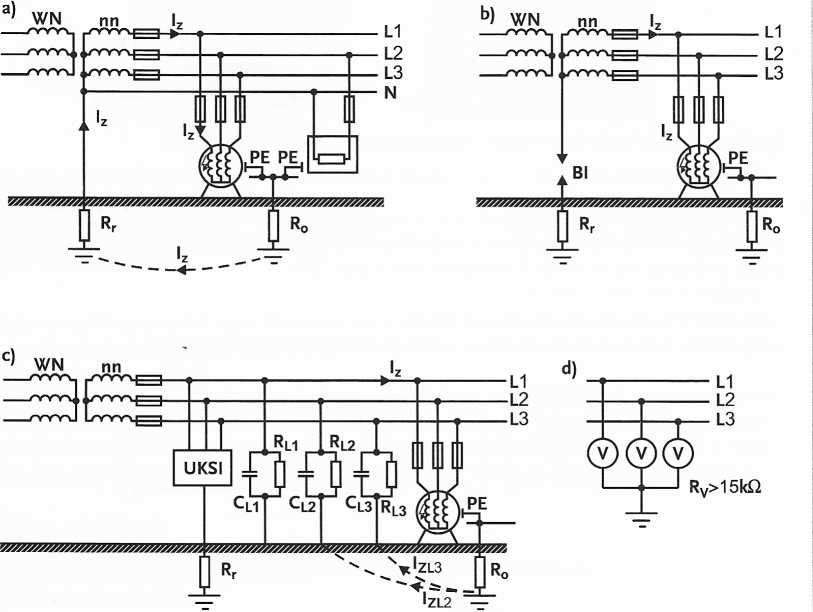 a)
WN nn Iz L1
L2
L3
N
Iz
Iz
PE PE
Rr Ro
Iz
b)
WN nn Iz L1
L2
L3
Iz
BI
PE
Rr Ro
c)
WN nn Iz L1
L2
L3
UKSI
RL1 RL2
CL1 CL2 CL3 RL3
PE
Rr IZL3 Ro
IZL2
d)
L1
L2
L3
V V V
RV>15kΩ